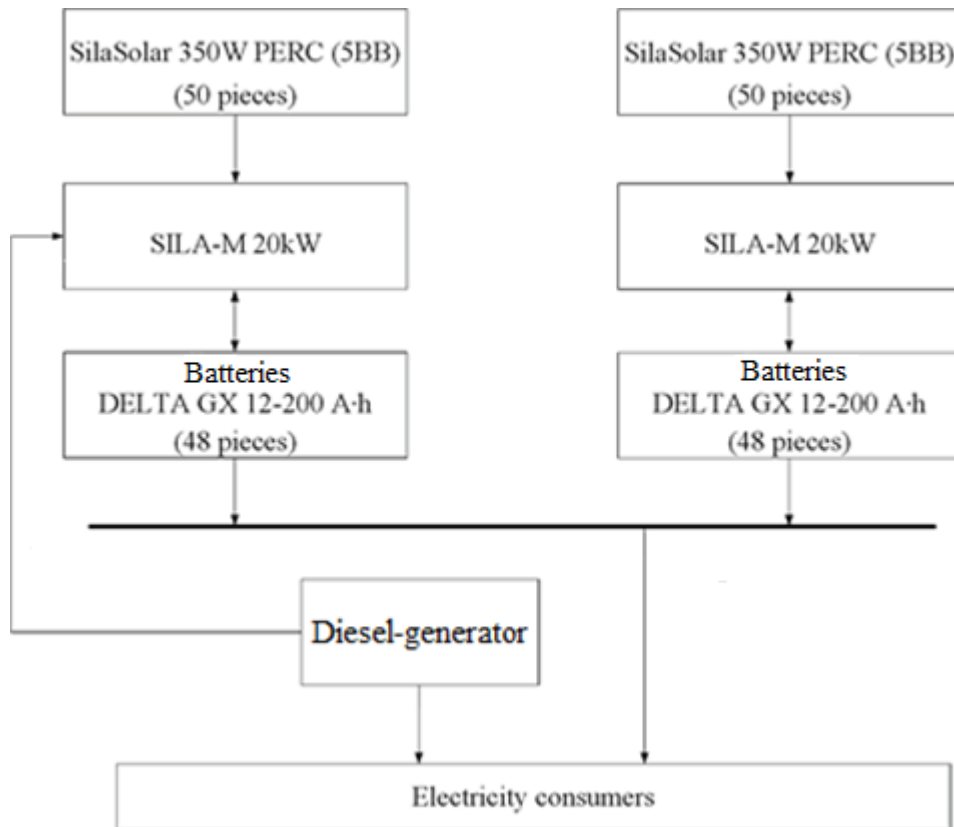 SilaSolar 350W PERC (5BB)
(50 pieces)
SilaSolar 350W PERC (5BB)
(50 pieces)
SILA-M 20kW
SILA-M 20kW
Batteries
DELTA GX 12-200 A·h
(48 pieces)
Batteries
DELTA GX 12-200 A·h
(48 pieces)
Diesel-generator
Electricity consumers